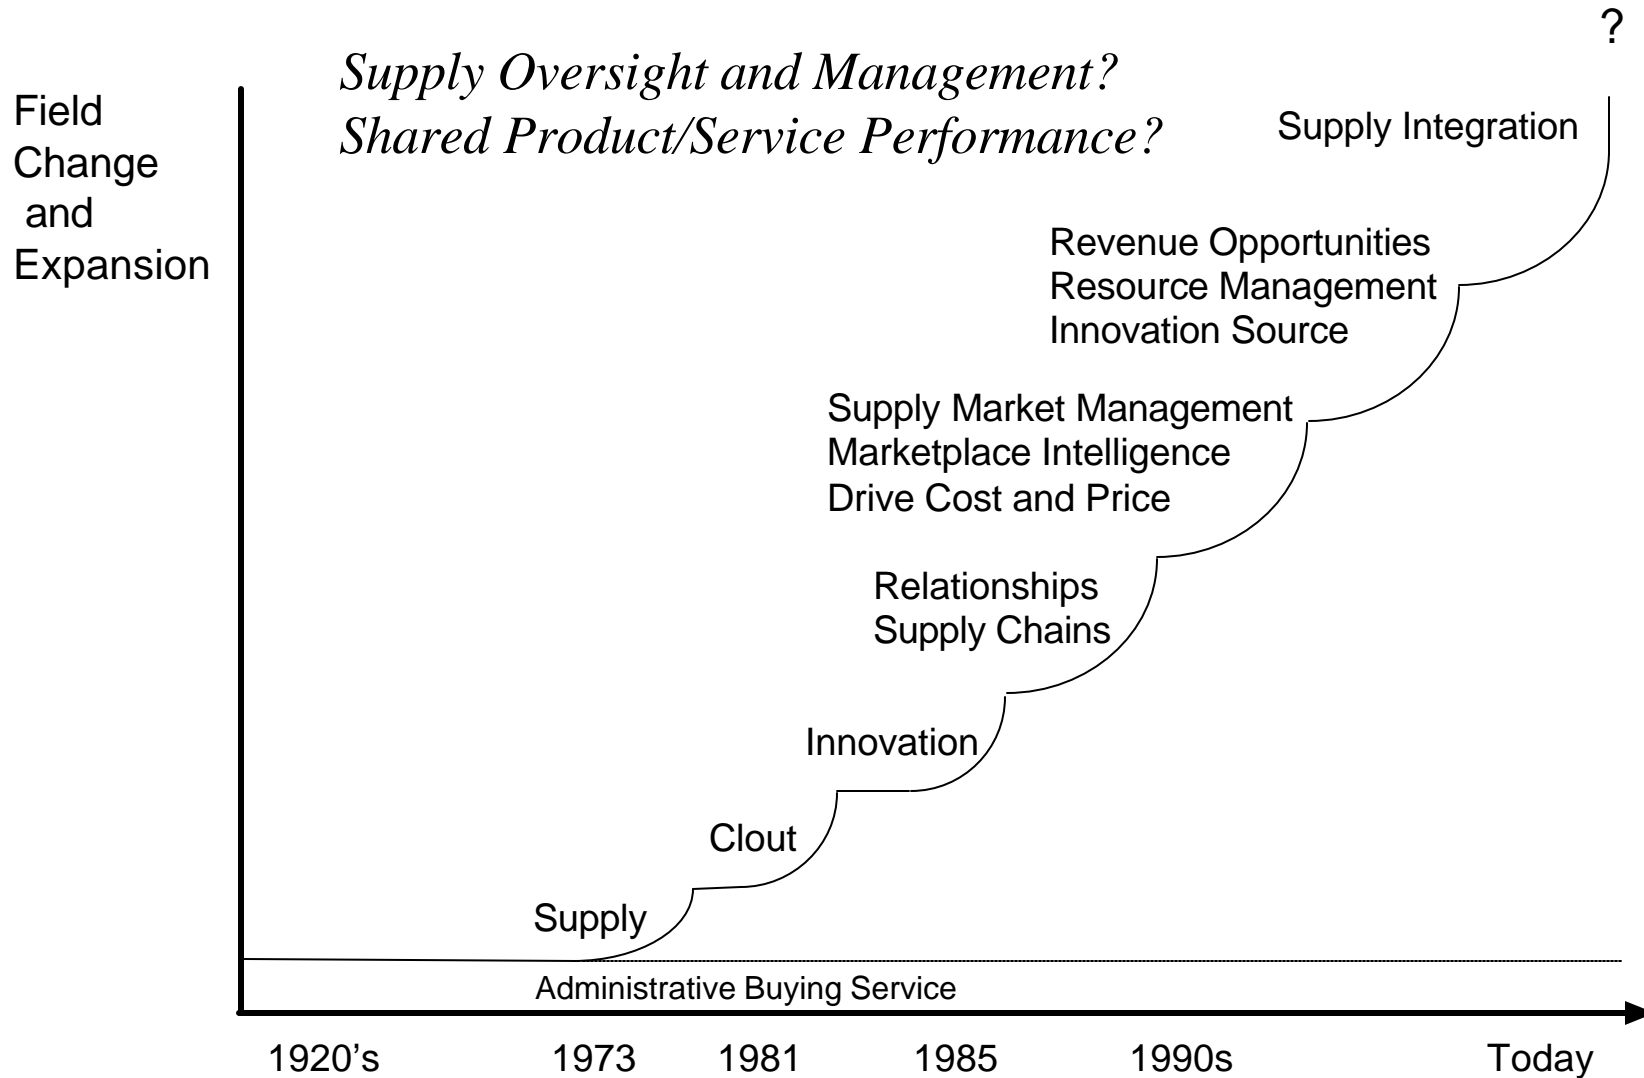 ?
Supply Oversight and Management?
Shared Product/Service Performance?
Field
Change
and
Expansion
Supply Integration
Revenue Opportunities
Resource Management
Innovation Source
Supply Market Management
Marketplace Intelligence
Drive Cost and Price
Relationships
Supply Chains
Innovation
Clout
Supply
Administrative Buying Service
1920’s 1973 1981 1985 1990s Today